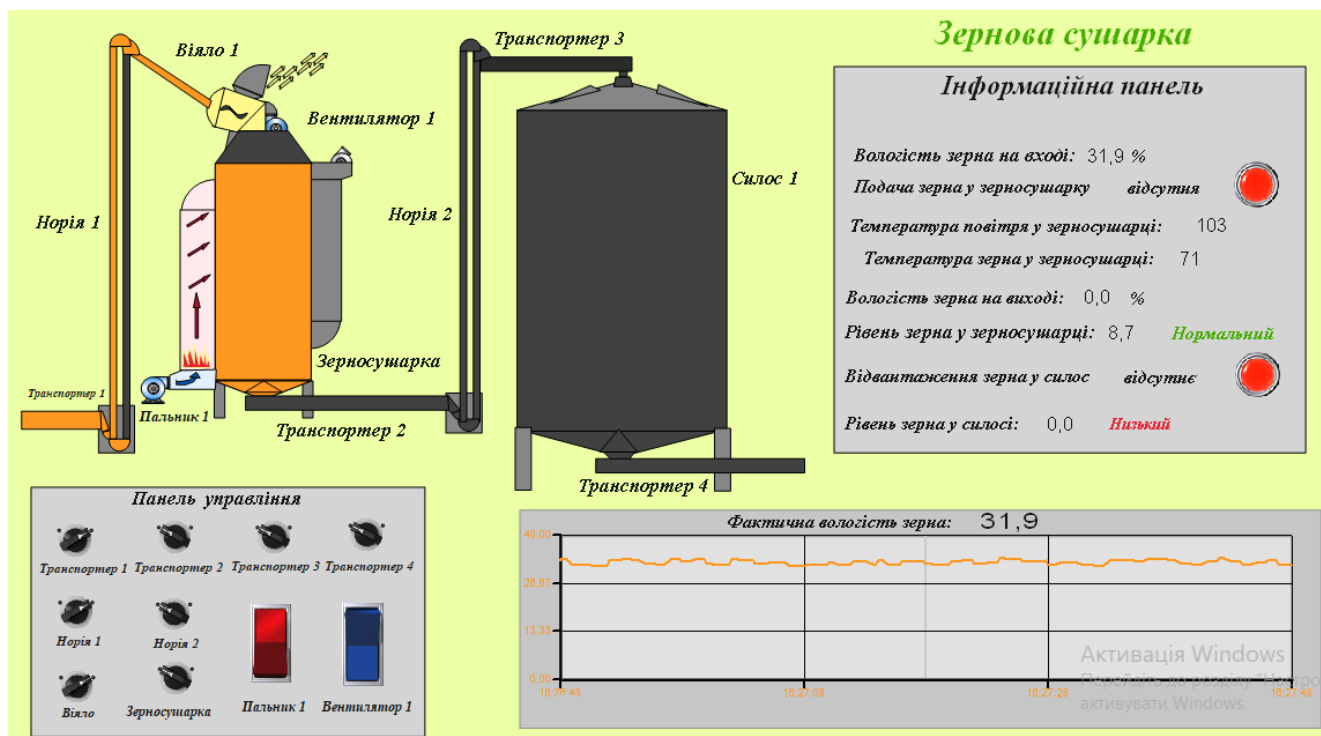 Зернова сушарка
Транспортер 3
Віяло 1
Вентилятор 1
Силос 1
Норія 1
Норія 2
Зерносушарка
Транспортер 1
Пальник 1
Транспортер 2
Транспортер 4
Інформаційна панель
Вологість зерна на вході: 31,9 %
Подача зерна у зерносушарку відсутня
Температура повітря у зерносушарці: 103
Температура зерна у зерносушарці: 71
Вологість зерна на виході: 0,0 %
Рівень зерна у зерносушарці: 8,7 Нормальний
Відвантаження зерна у силос відсутнє
Рівень зерна у силосі: 0,0 Низький
Панель управління
Транспортер 1 Транспортер 2 Транспортер 3 Транспортер 4
Норія 1 Норія 2
Віяло Зерносушарка Пальник 1 Вентилятор 1
Фактична вологість зерна: 31,9
40,00
26,67
13,33
0,00
16:26:48 16:27:08 16:27:28 16:27:48
Активація Windows
Перейдіть до розділу "Настро
активувати Windows.